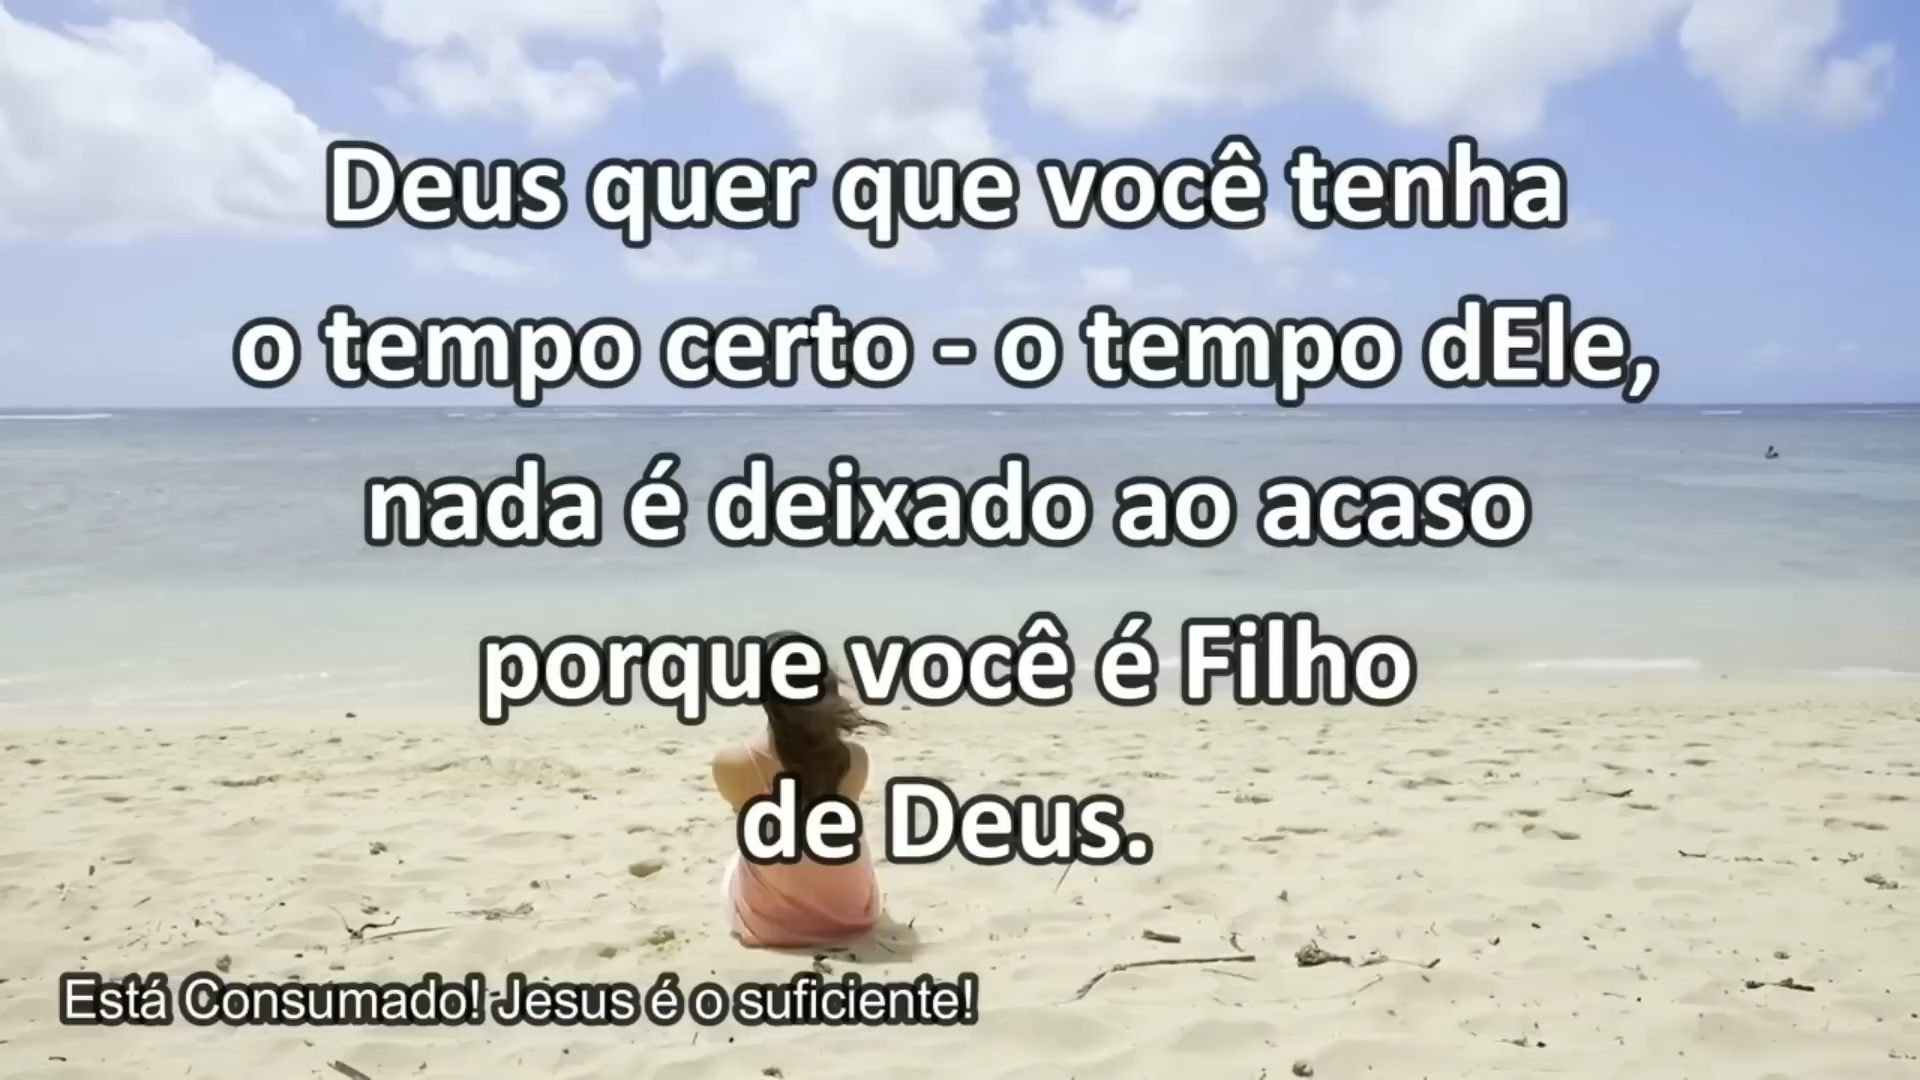 Deus quer que você tenha
o tempo certo - o tempo dEle,
nada é deixado ao acaso
porque você é Filho
de Deus.
Está Consumado! Jesus é o suficiente!